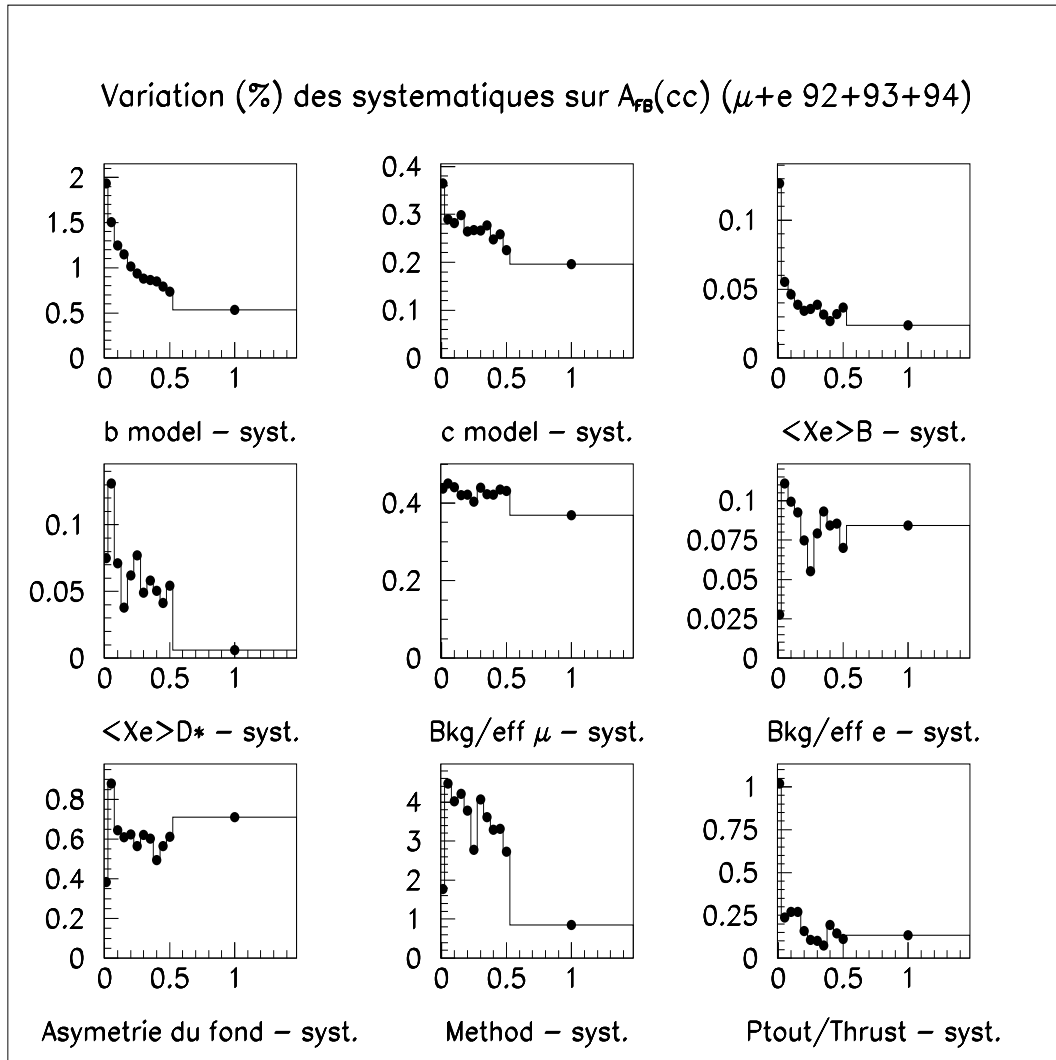 Variation (%) des systematiques sur A_FB(cc) (μ+e 92+93+94)
2
1.5
1
0.5
0
0 0.5 1
b model − syst.
0.4
0.3
0.2
0.1
0
0 0.5 1
c model − syst.
0.1
0.05
0
0 0.5 1
<Xe>B − syst.
0.1
0.05
0
0 0.5 1
<Xe>D* − syst.
0.4
0.2
0
0 0.5 1
Bkg/eff μ − syst.
0.1
0.075
0.05
0.025
0
0 0.5 1
Bkg/eff e − syst.
0.8
0.6
0.4
0.2
0
0 0.5 1
Asymetrie du fond − syst.
4
3
2
1
0
0 0.5 1
Method − syst.
1
0.75
0.5
0.25
0
0 0.5 1
Ptout/Thrust − syst.